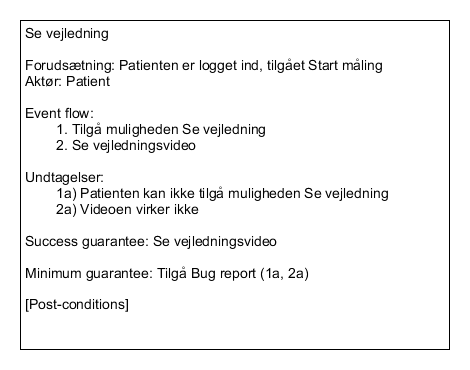 Se vejledning
Forudsætning: Patienten er logget ind, tilgået Start måling
Aktør: Patient
Event flow:
1. Tilgå muligheden Se vejledning
2. Se vejledningsvideo
Undtagelser:
1a) Patienten kan ikke tilgå muligheden Se vejledning
2a) Videoen virker ikke
Success guarantee: Se vejledningsvideo
Minimum guarantee: Tilgå Bug report (1a, 2a)
[Post-conditions]